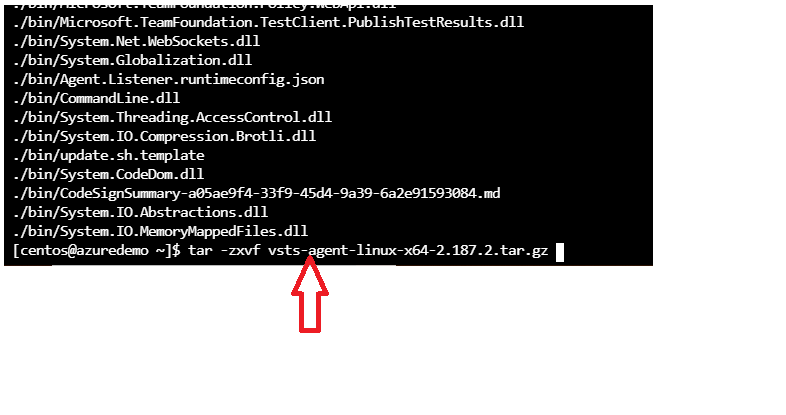 ./bin/Microsoft.TeamFoundation.Policy.WebApi.dll
./bin/Microsoft.TeamFoundation.TestClient.PublishTestResults.dll
./bin/System.Net.WebSockets.dll
./bin/System.Globalization.dll
./bin/Agent.Listener.runtimeconfig.json
./bin/CommandLine.dll
./bin/System.Threading.AccessControl.dll
./bin/System.IO.Compression.Brotli.dll
./bin/update.sh.template
./bin/System.CodeDom.dll
./bin/CodeSignSummary-a05ae9f4-33f9-45d4-9a39-6a2e91593084.md
./bin/System.IO.Abstractions.dll
./bin/System.IO.MemoryMappedFiles.dll
[centos@azuredemo ~]$ tar -zxvf vsts-agent-linux-x64-2.187.2.tar.gz